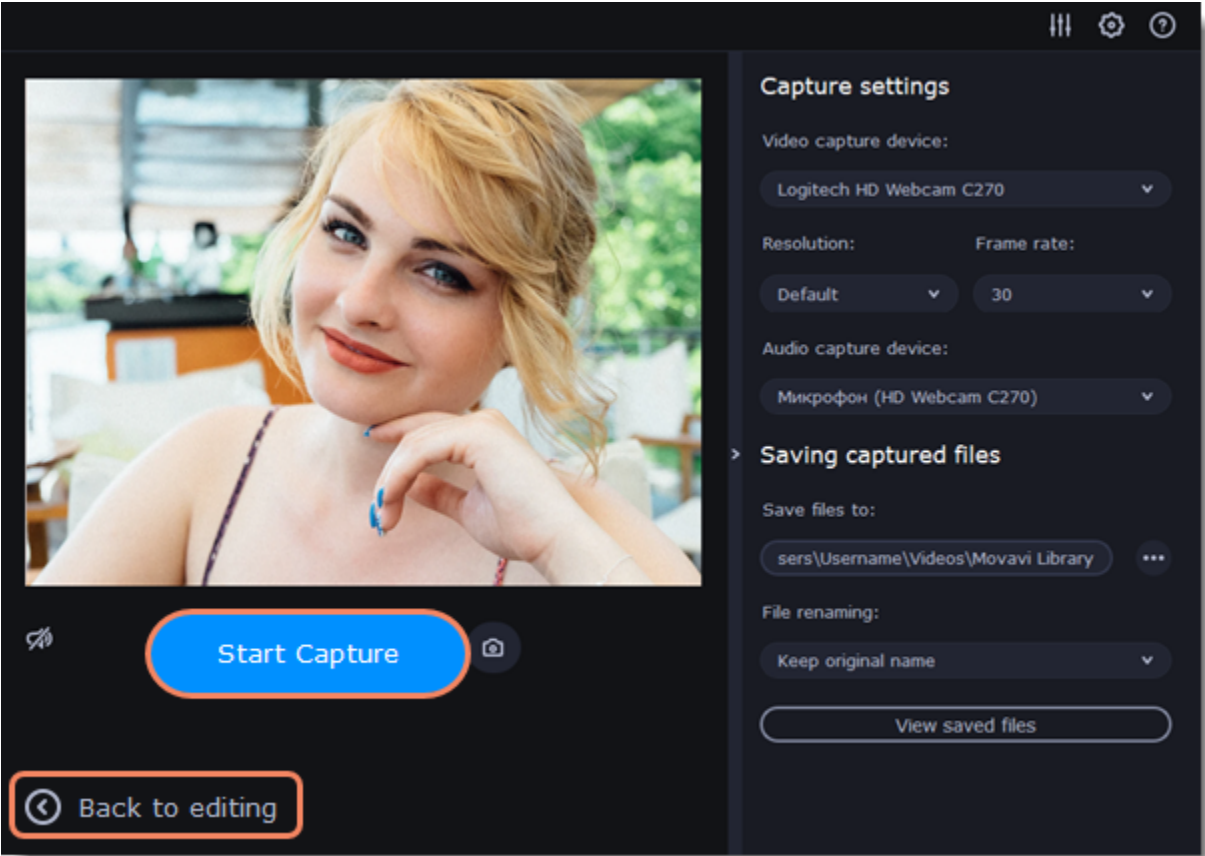 Capture settings
Video capture device:
Logitech HD Webcam C270
Resolution:
Frame rate:
Default
30
Audio capture device:
Микрофон (HD Webcam C270)
Saving captured files
Save files to:
sers\Username\Videos\Movavi Library
File renaming:
Keep original name
View saved files
Start Capture
Back to editing